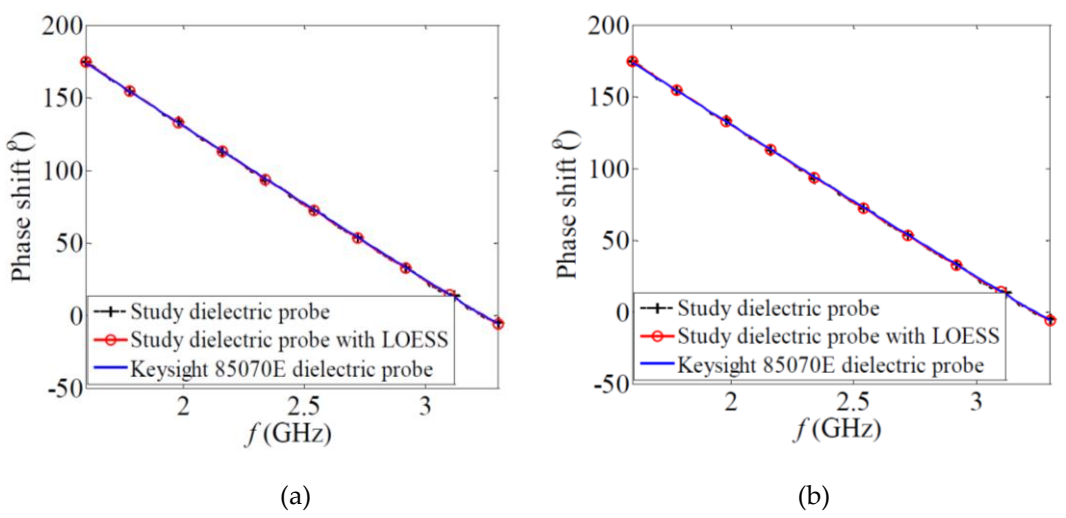 200
150
100
50
0
-50
Phase shift (º)
2
2.5
3
f (GHz)
Study dielectric probe
Study dielectric probe with LOESS
Keysight 85070E dielectric probe
(a)
200
150
100
50
0
-50
Phase shift (º)
2
2.5
3
f (GHz)
Study dielectric probe
Study dielectric probe with LOESS
Keysight 85070E dielectric probe
(b)